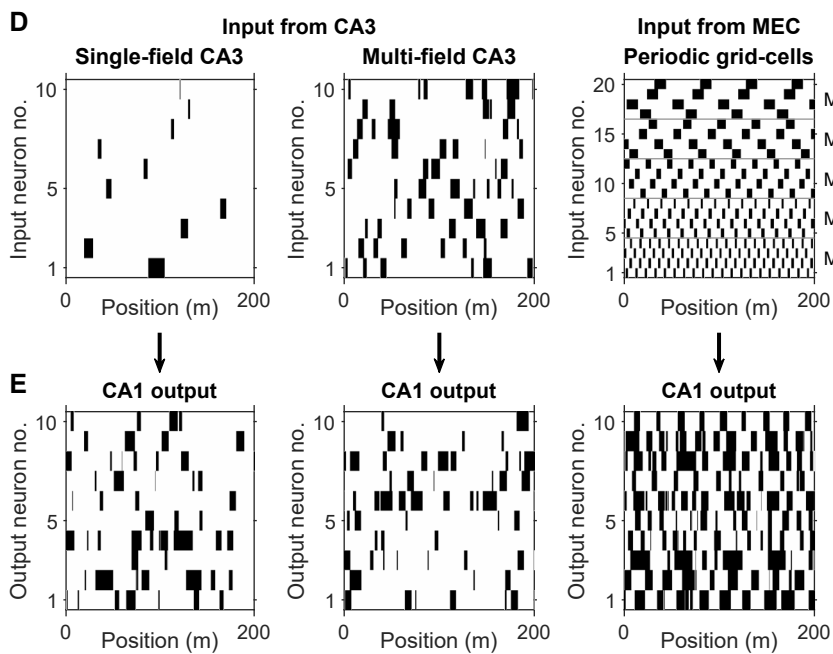 D
Input from CA3
Input from MEC
Single-field CA3
Multi-field CA3
Periodic grid-cells
Input neuron no.
10
5
1
0
200
Position (m)
Input neuron no.
10
5
1
0
200
Position (m)
Input neuron no.
20
15
10
5
1
M
M
M
M
M
0
200
Position (m)
E
CA1 output
CA1 output
CA1 output
Output neuron no.
10
5
1
0
200
Position (m)
Output neuron no.
10
5
1
0
200
Position (m)
Output neuron no.
10
5
1
0
200
Position (m)